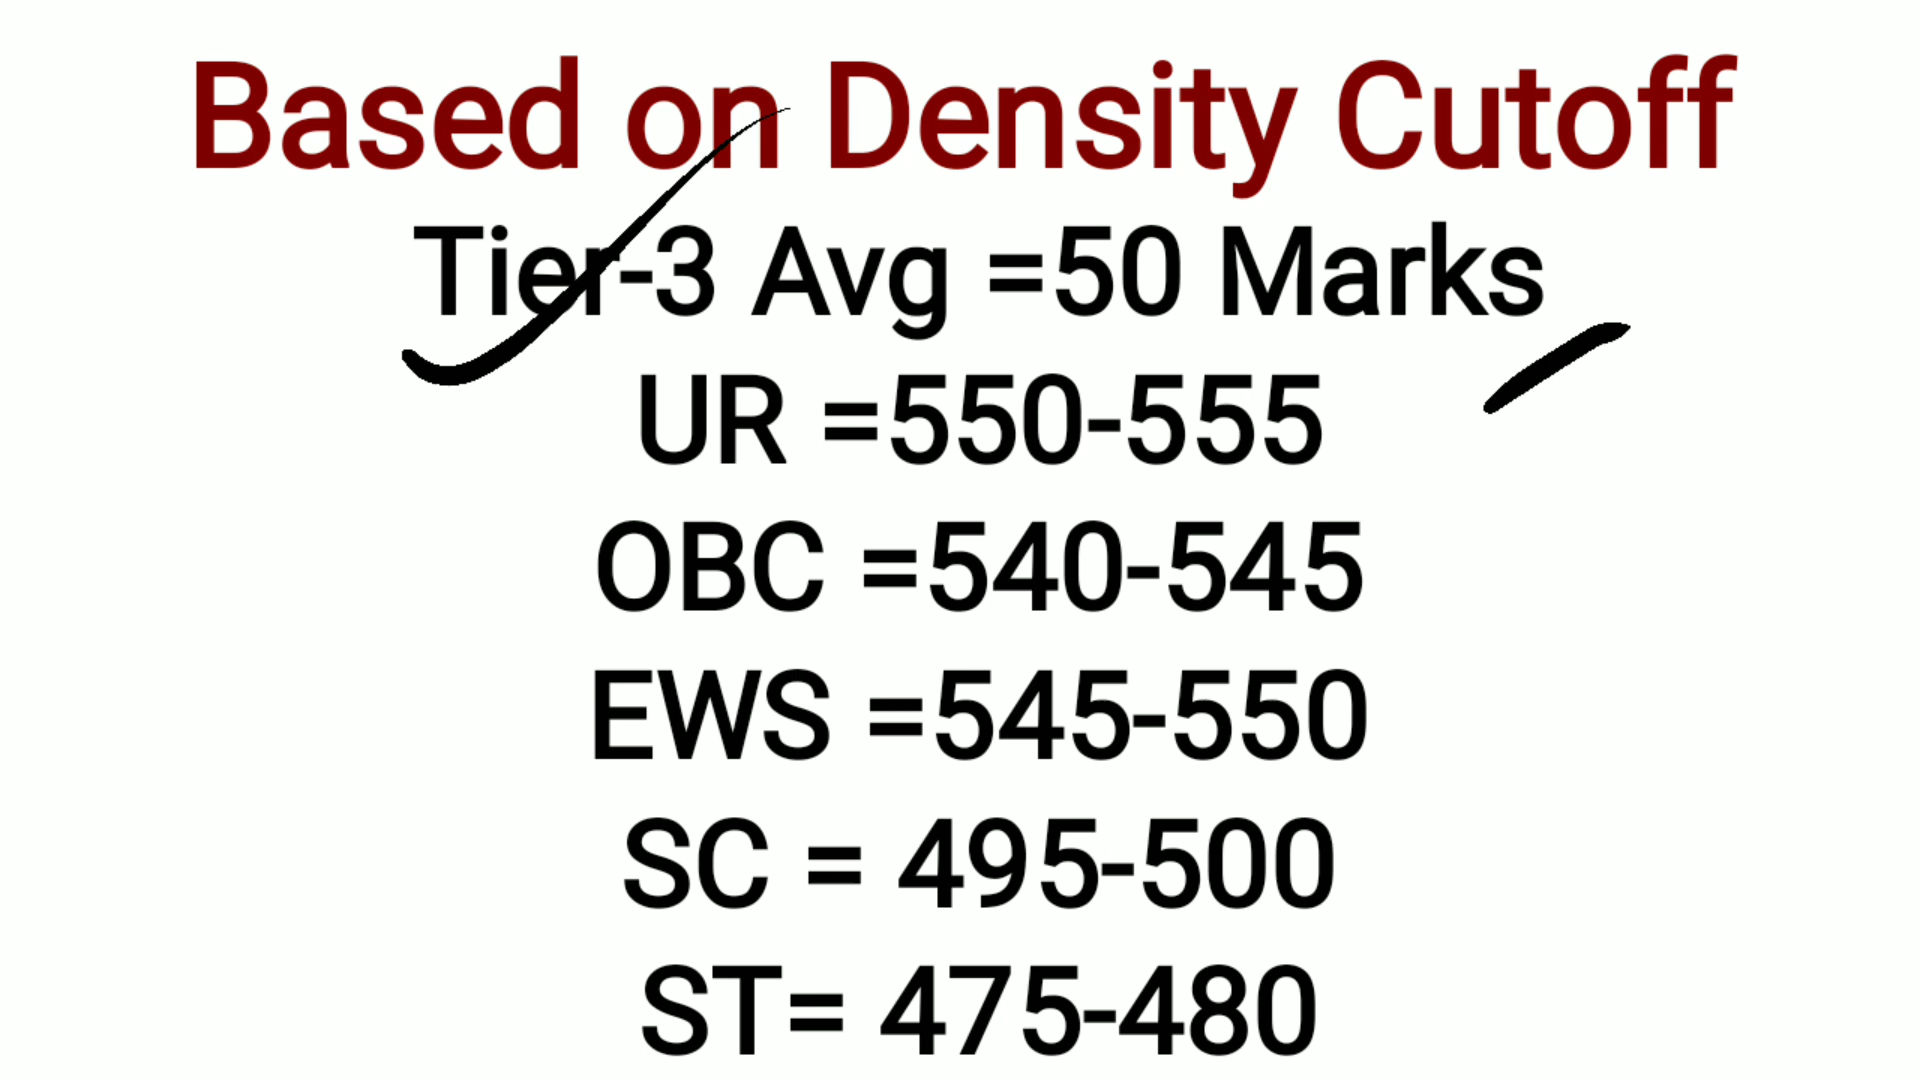 Based on Density Cutoff
Tier-3 Avg =50 Marks
UR =550-555
OBC =540-545
EWS =545-550
SC = 495-500
ST= 475-480